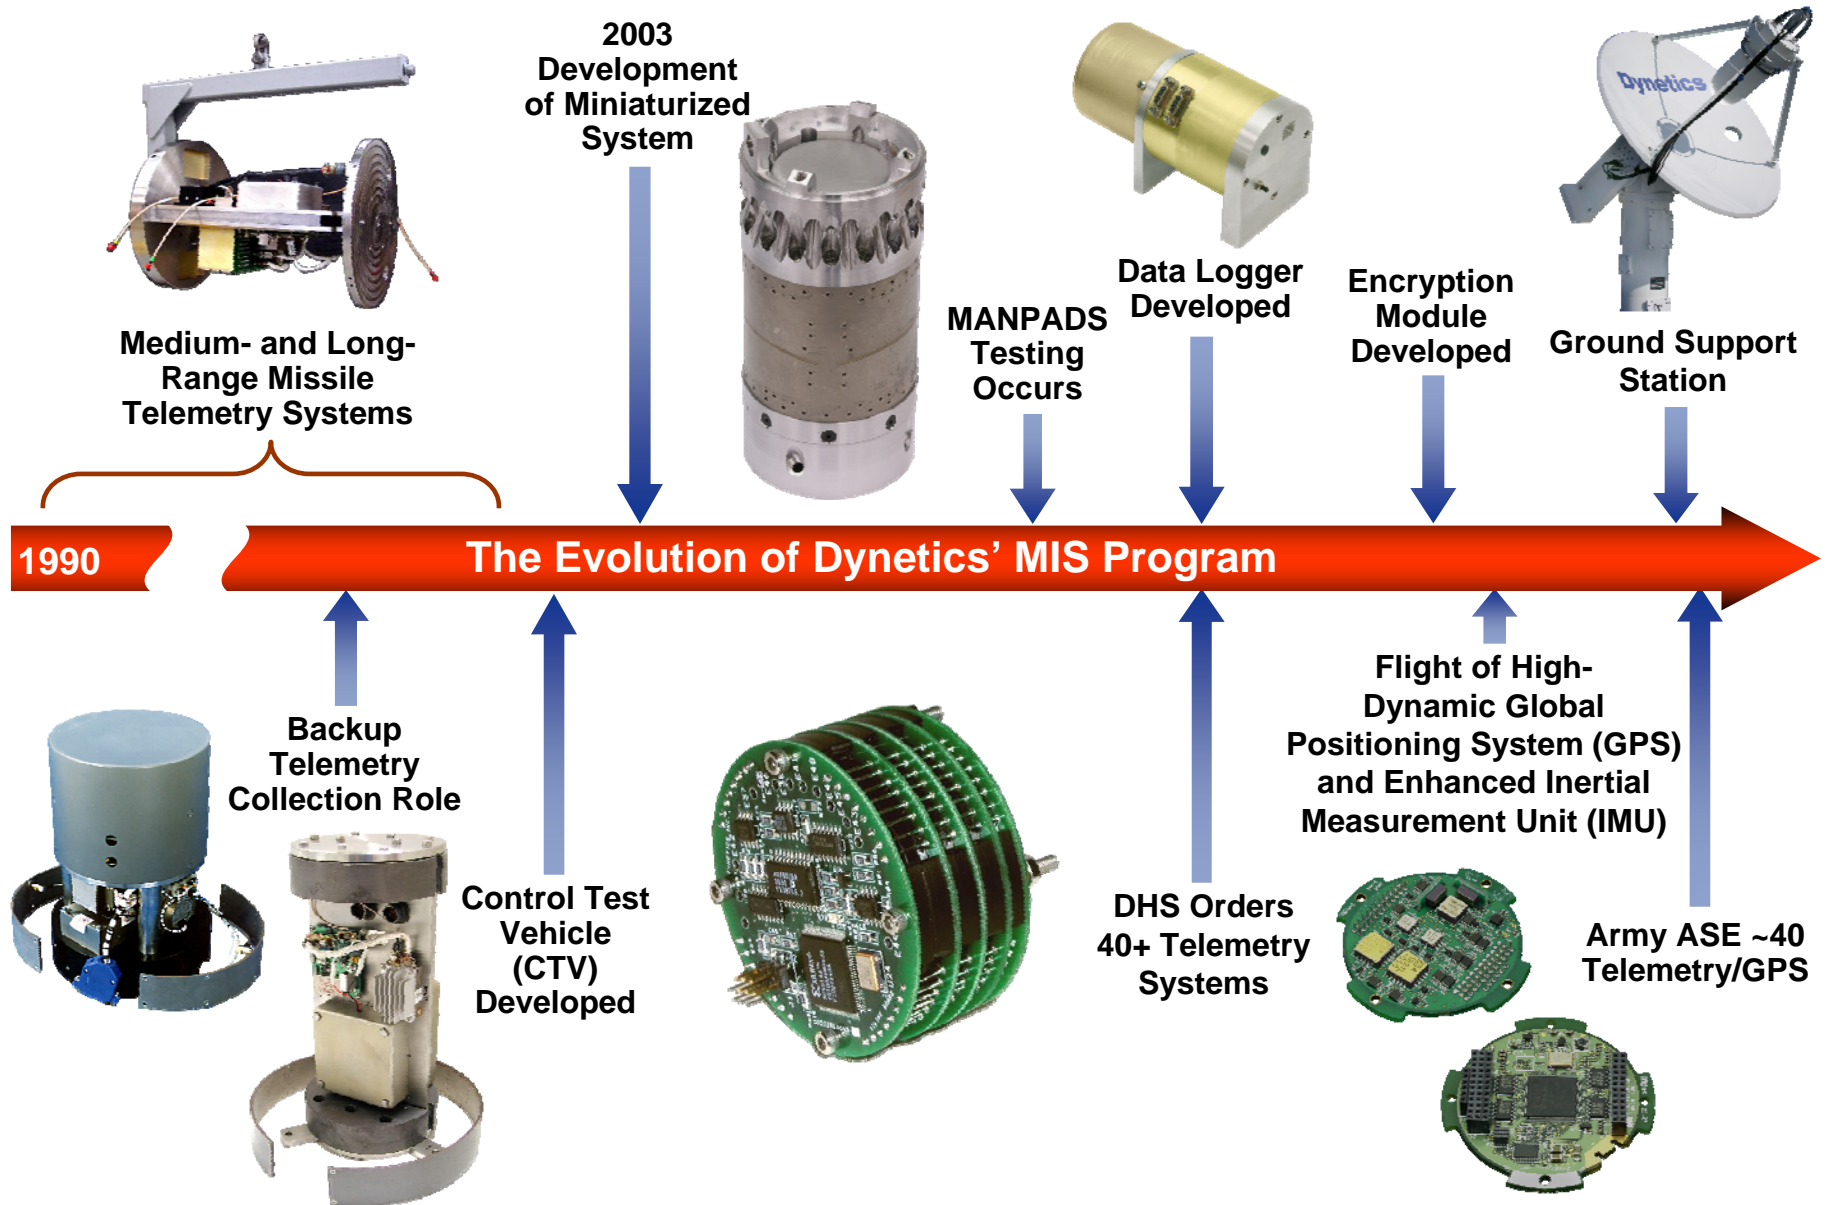 2003
Development
of Miniaturized
System
Dynetics
Medium- and Long-
Range Missile
Telemetry Systems
MANPADS
Testing
Occurs
Data Logger
Developed
Encryption
Module
Developed
Ground Support
Station
1990
The Evolution of Dynetics’ MIS Program
Backup
Telemetry
Collection Role
Control Test
Vehicle
(CTV)
Developed
DHS Orders
40+ Telemetry
Systems
Flight of High-
Dynamic Global
Positioning System (GPS)
and Enhanced Inertial
Measurement Unit (IMU)
Army ASE ~40
Telemetry/GPS